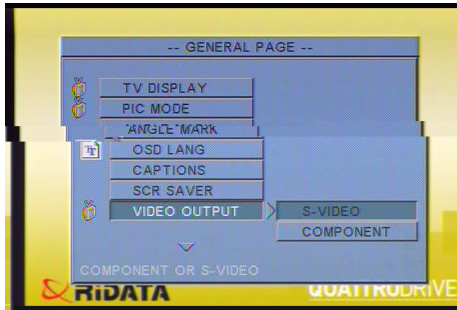 -- GENERAL PAGE --
TV DISPLAY
PIC MODE
ANGLE MARK
OSD LANG
CAPTIONS
SCR SAVER
VIDEO OUTPUT
S-VIDEO
COMPONENT
COMPONENT OR S-VIDEO
RiDATA
QUATTRODRIVE